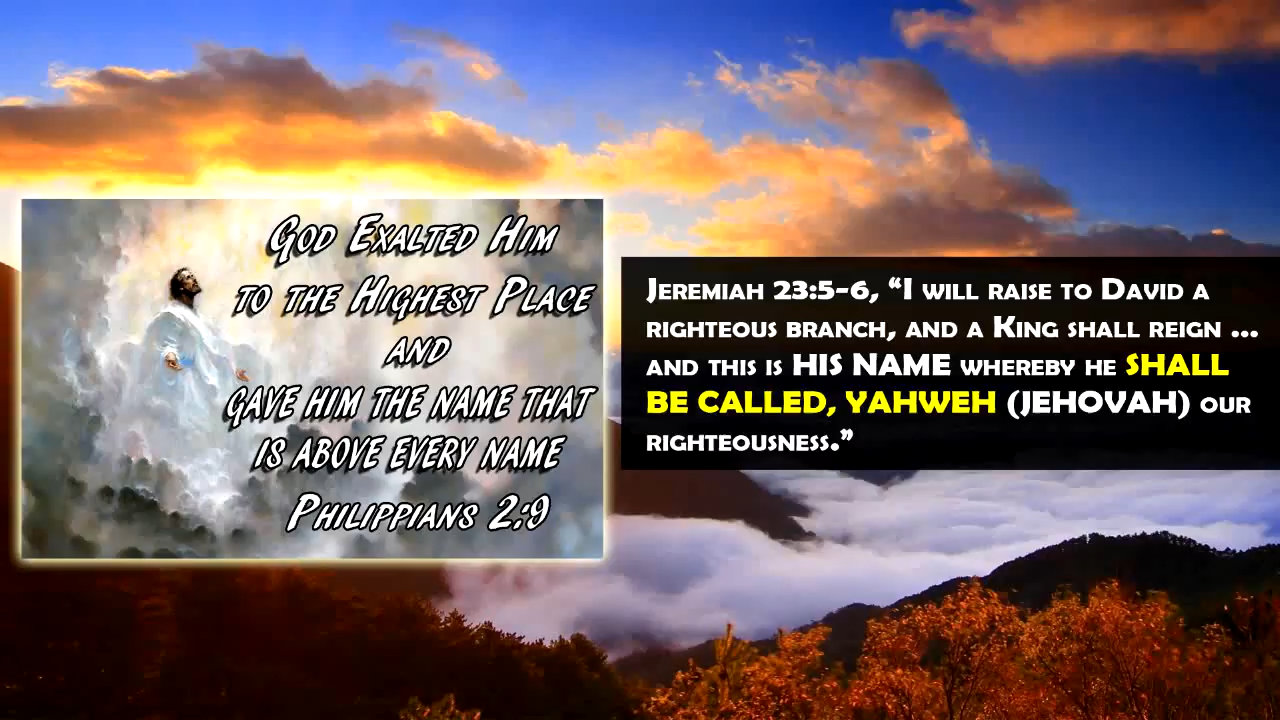 God Exalted Him
to the Highest Place
and
gave him the name that
is above every name
Philippians 2:9
Jeremiah 23:5-6, “I will raise to David a
righteous branch, and a King shall reign ...
and this is HIS NAME whereby he SHALL
BE CALLED, YAHWEH (JEHOVAH) our
righteousness.”